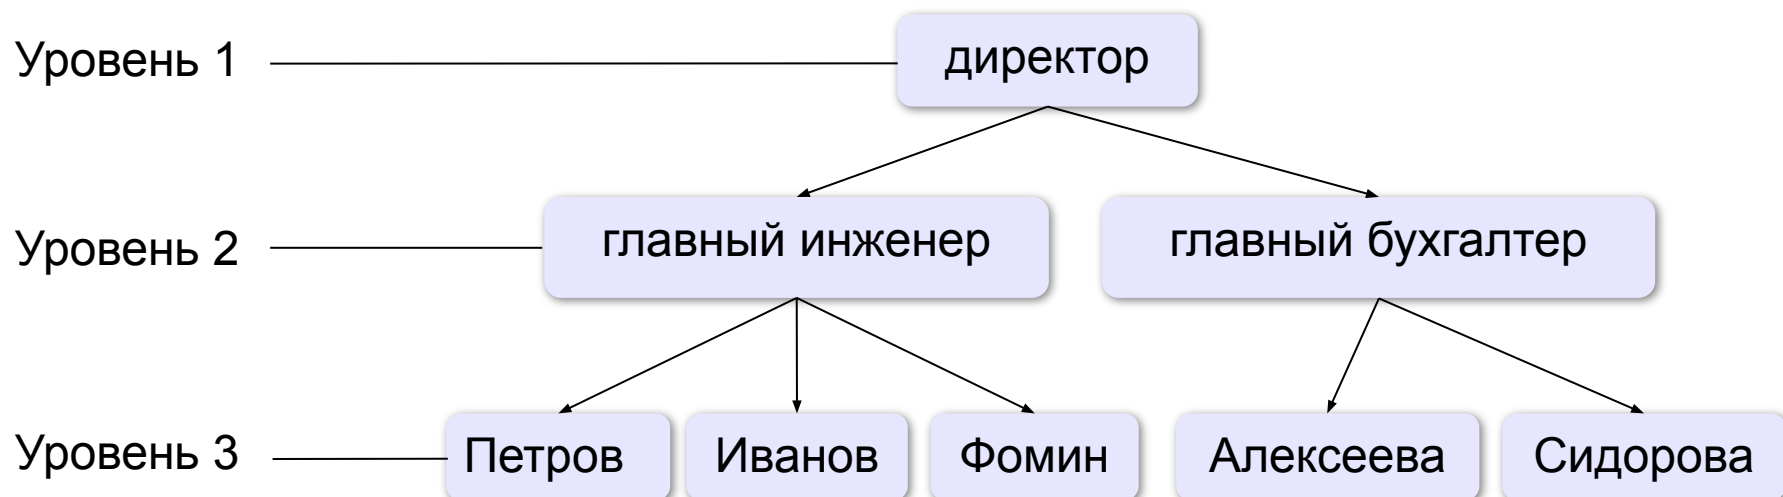 Уровень 1
директор
Уровень 2
главный инженер
главный бухгалтер
Уровень 3
Петров
Иванов
Фомин
Алексеева
Сидорова